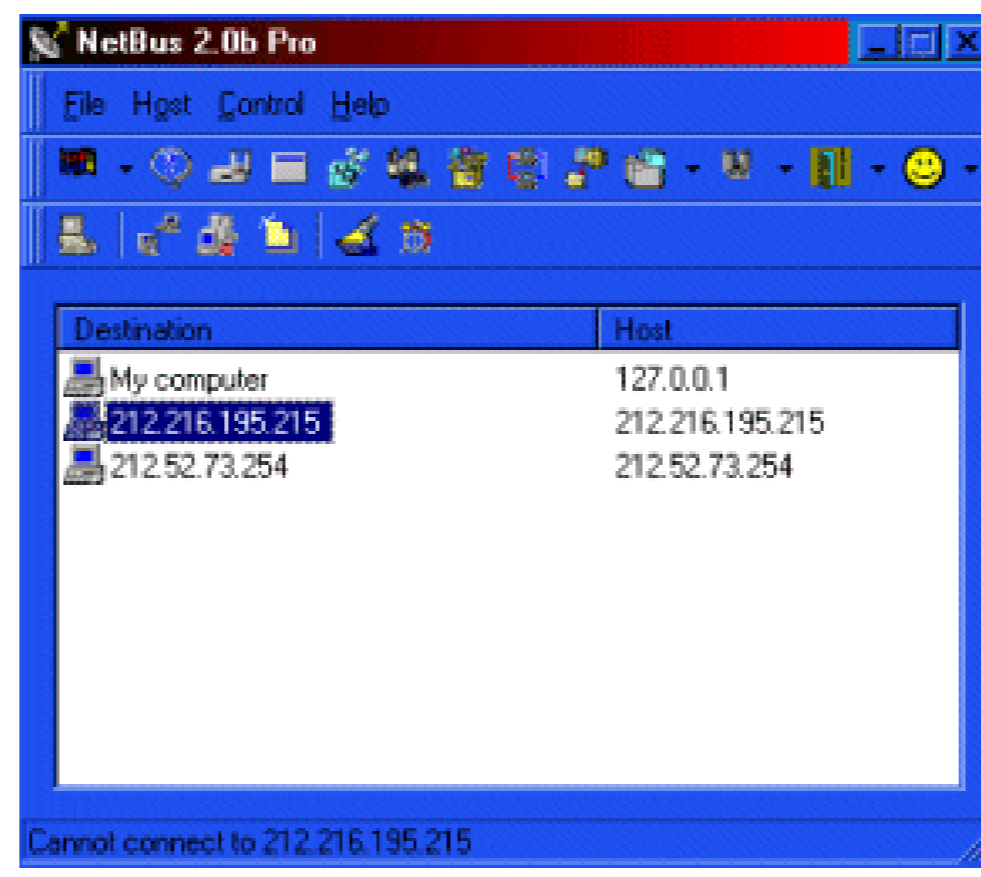 NetBus 2.0b Pro
File Host Control Help
Destination Host
My computer 127.0.0.1
212.216.195.215 212.216.195.215
212.52.73.254 212.52.73.254
Cannot connect to 212.216.195.215